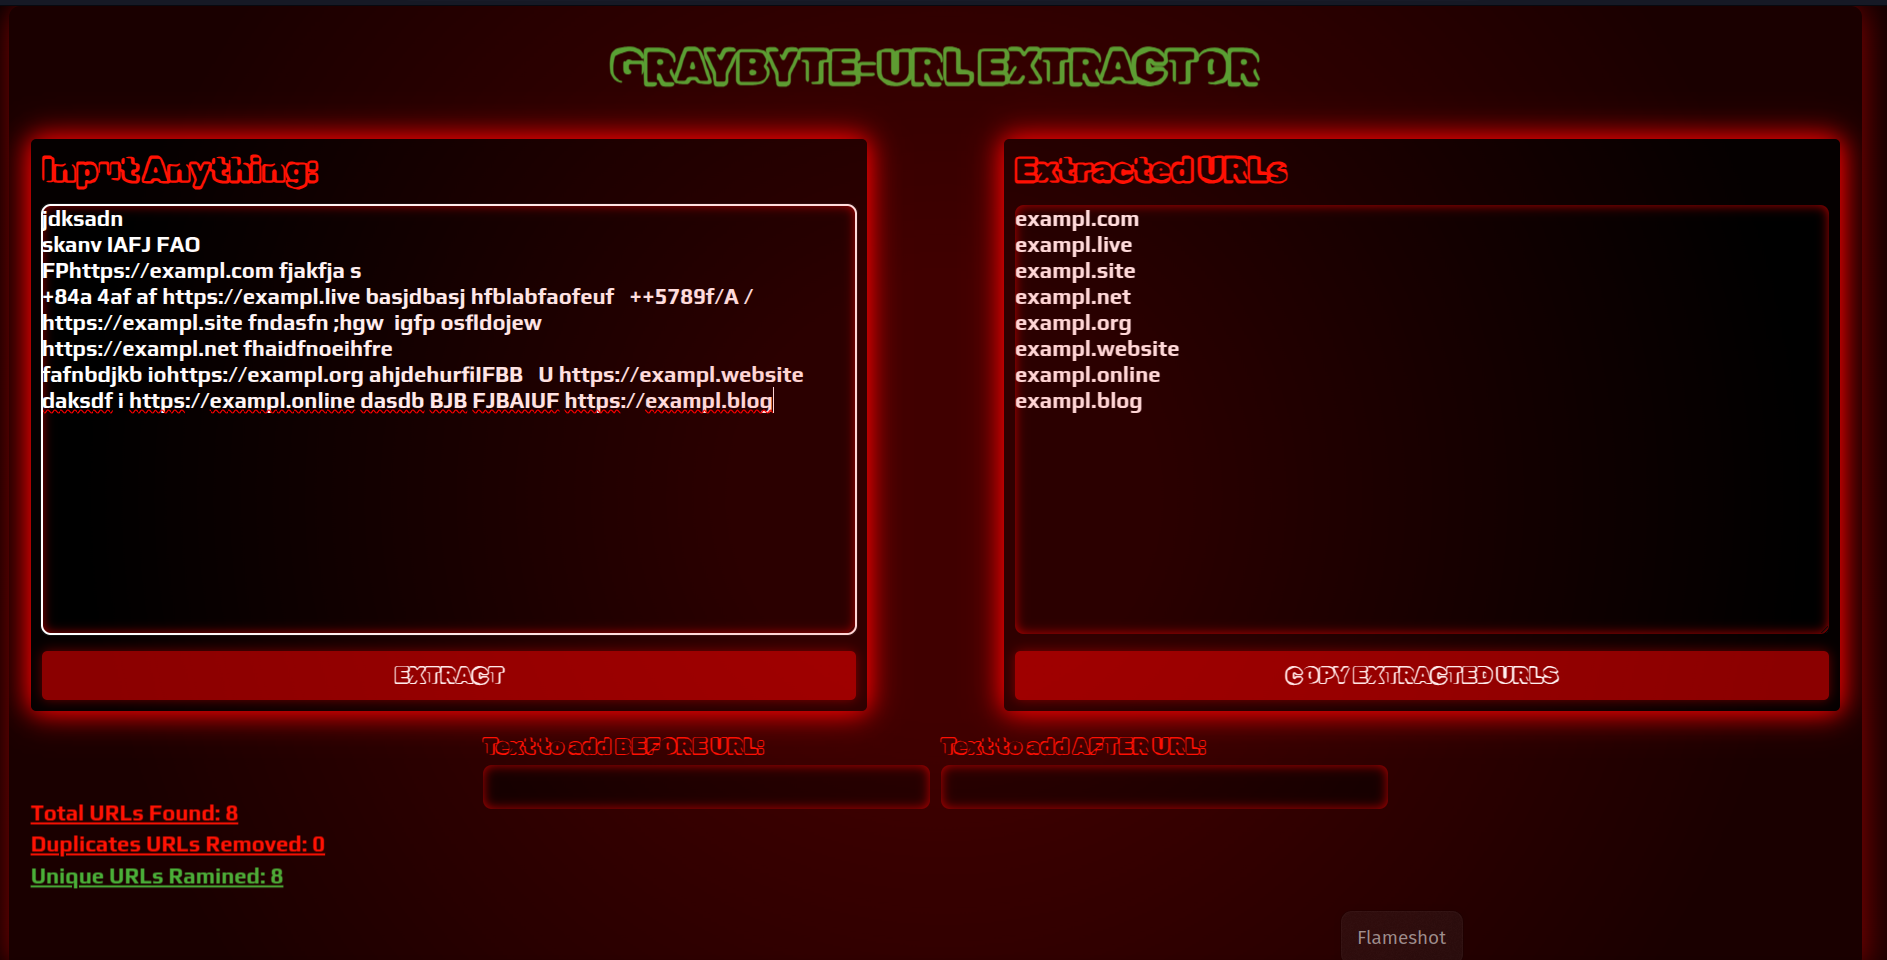 GRAYBYTE-URL EXTRACTOR
Input Anything:
jdksadn
skanv IAFJ FAO
FPhttps://exampl.com fjakfja s
+84a 4af af https://exampl.live basjdbasj hfblabfaofeuf   ++5789f/A /
https://exampl.site fndasfn ;hgw  igfp osfldojew
https://exampl.net fhaidfnoeihfre
fafnbdjkb iohttps://exampl.org ahjdehurfiIFBB   U https://exampl.website
daksdf i https://exampl.online dasdb BJB FJBAIUF https://exampl.blog
EXTRACT
Extracted URLs
exampl.com
exampl.live
exampl.site
exampl.net
exampl.org
exampl.website
exampl.online
exampl.blog
COPY EXTRACTED URLS
Text to add BEFORE URL:
Text to add AFTER URL:
Total URLs Found: 8
Duplicates URLs Removed: 0
Unique URLs Ramined: 8
Flameshot